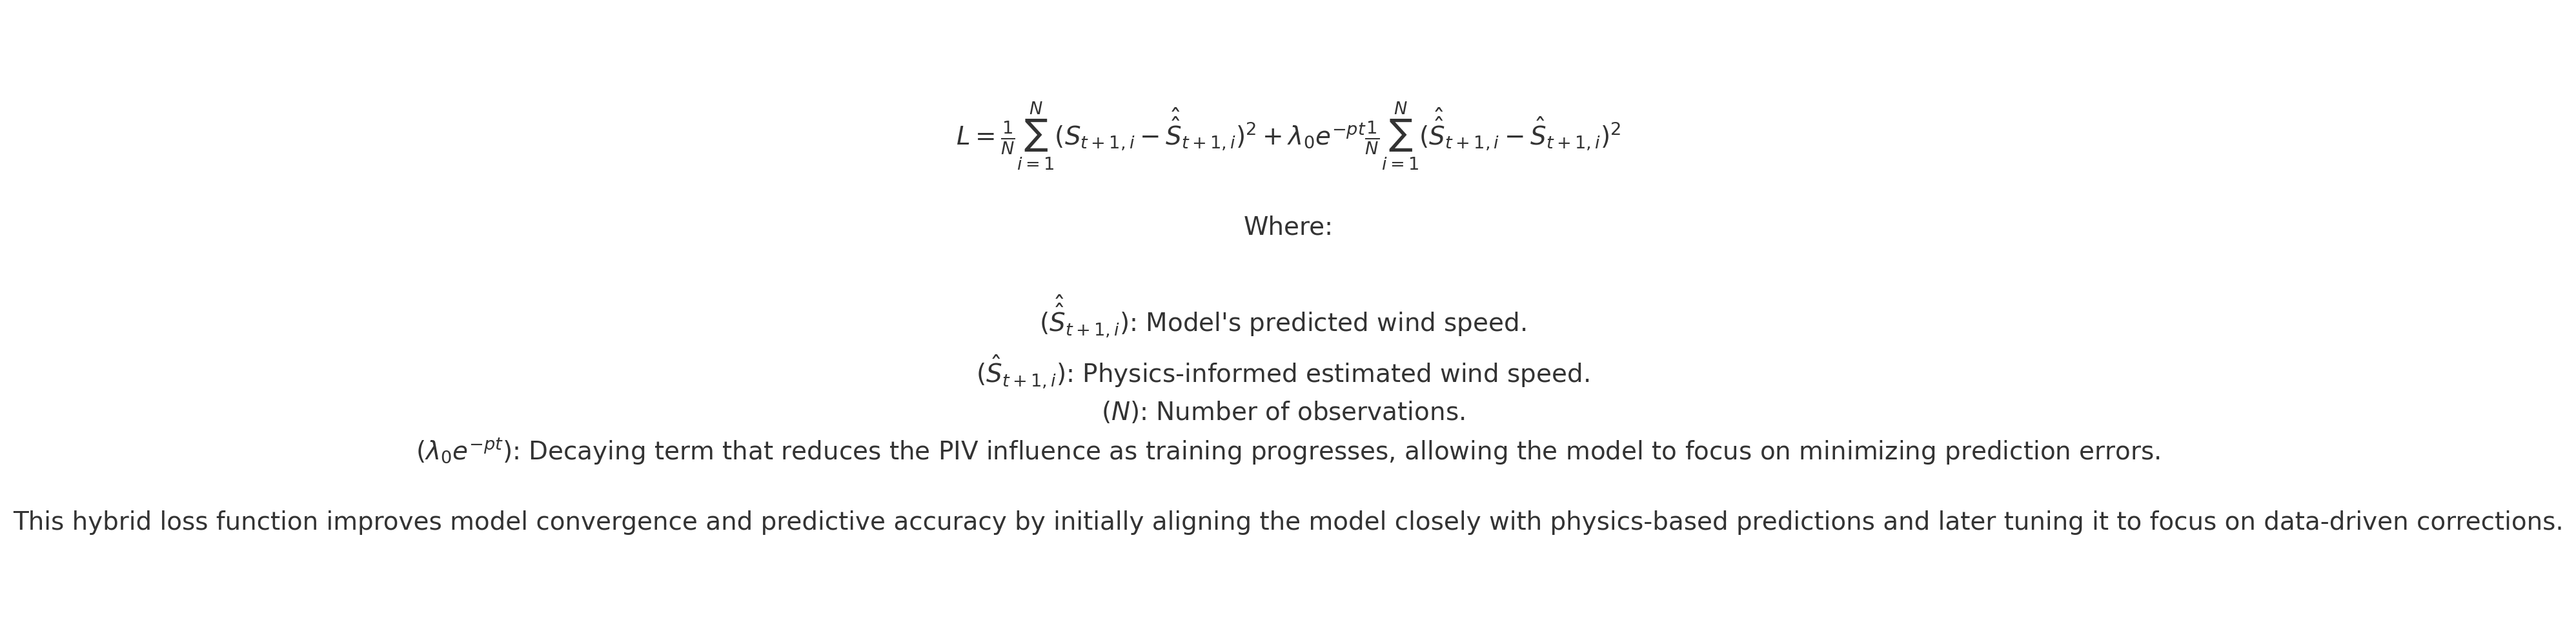 $L = \frac{1}{N}\sum_{i=1}^{N}(S_{t+1,i} - \hat{\hat{S}}_{t+1,i})^2 + \lambda_0 e^{-pt}\frac{1}{N}\sum_{i=1}^{N}(\hat{\hat{S}}_{t+1,i} - \hat{S}_{t+1,i})^2$
Where:
($\hat{\hat{S}}_{t+1,i}$): Model's predicted wind speed.
($\hat{S}_{t+1,i}$): Physics-informed estimated wind speed.
($N$): Number of observations.
($\lambda_0 e^{-pt}$): Decaying term that reduces the PIV influence as training progresses, allowing the model to focus on minimizing prediction errors.
This hybrid loss function improves model convergence and predictive accuracy by initially aligning the model closely with physics-based predictions and later tuning it to focus on data-driven corrections.